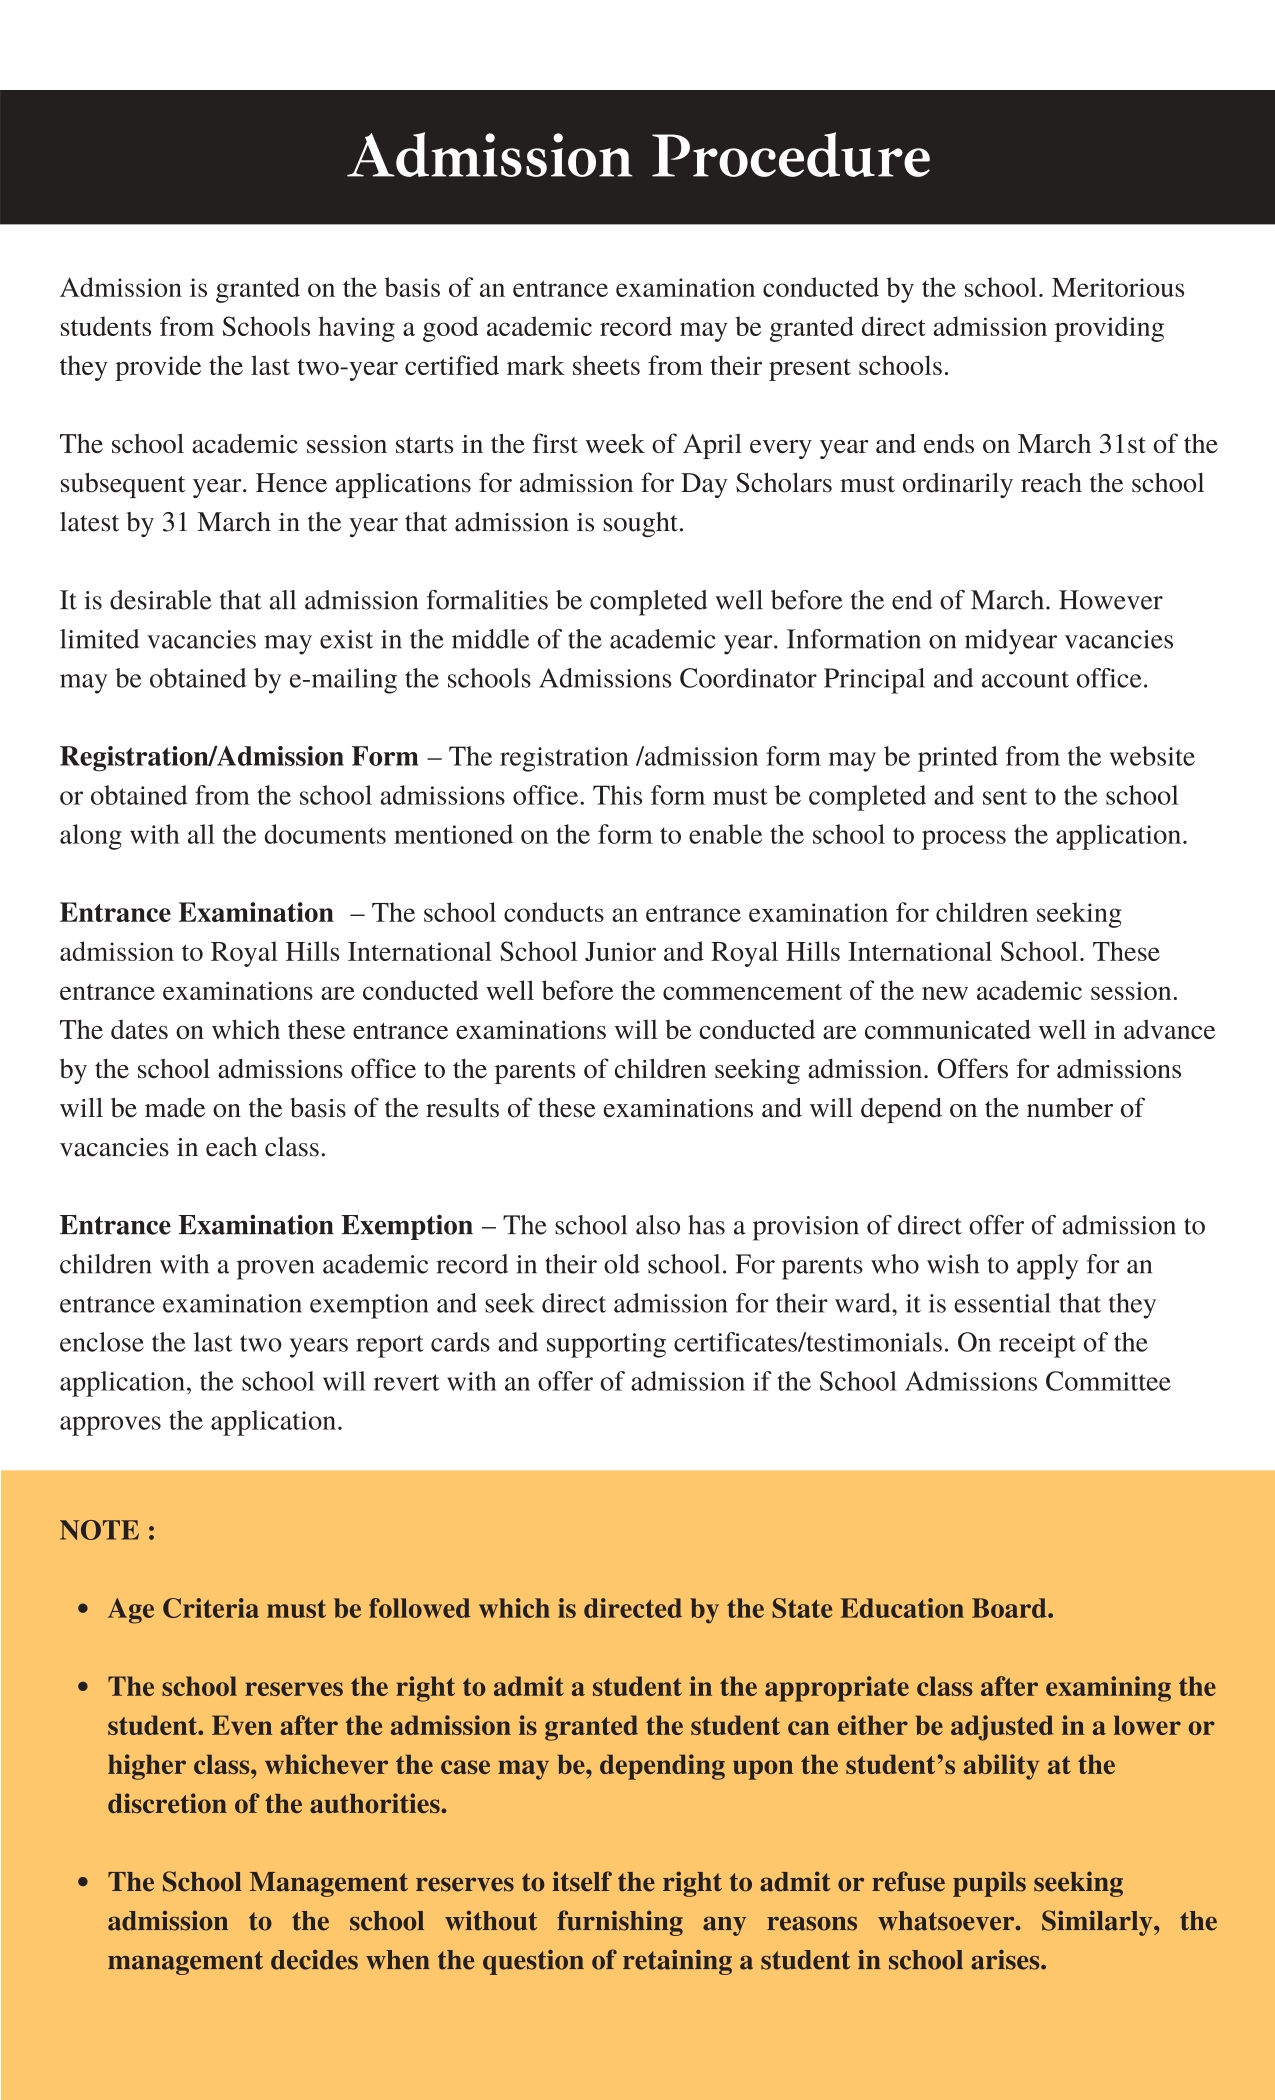 Admission Procedure
Admission is granted on the basis of an entrance examination conducted by the school. Meritorious
students from Schools having a good academic record may be granted direct admission providing
they provide the last two-year certified mark sheets from their present schools.
The school academic session starts in the first week of April every year and ends on March 31st of the
subsequent year. Hence applications for admission for Day Scholars must ordinarily reach the school
latest by 31 March in the year that admission is sought.
It is desirable that all admission formalities be completed well before the end of March. However
limited vacancies may exist in the middle of the academic year. Information on midyear vacancies
may be obtained by e-mailing the schools Admissions Coordinator Principal and account office.
Registration/Admission Form – The registration /admission form may be printed from the website
or obtained from the school admissions office. This form must be completed and sent to the school
along with all the documents mentioned on the form to enable the school to process the application.
Entrance Examination – The school conducts an entrance examination for children seeking
admission to Royal Hills International School Junior and Royal Hills International School. These
entrance examinations are conducted well before the commencement of the new academic session.
The dates on which these entrance examinations will be conducted are communicated well in advance
by the school admissions office to the parents of children seeking admission. Offers for admissions
will be made on the basis of the results of these examinations and will depend on the number of
vacancies in each class.
Entrance Examination Exemption – The school also has a provision of direct offer of admission to
children with a proven academic record in their old school. For parents who wish to apply for an
entrance examination exemption and seek direct admission for their ward, it is essential that they
enclose the last two years report cards and supporting certificates/testimonials. On receipt of the
application, the school will revert with an offer of admission if the School Admissions Committee
approves the application.
NOTE :
• Age Criteria must be followed which is directed by the State Education Board.
• The school reserves the right to admit a student in the appropriate class after examining the
student. Even after the admission is granted the student can either be adjusted in a lower or
higher class, whichever the case may be, depending upon the student’s ability at the
discretion of the authorities.
• The School Management reserves to itself the right to admit or refuse pupils seeking
admission to the school without furnishing any reasons whatsoever. Similarly, the
management decides when the question of retaining a student in school arises.